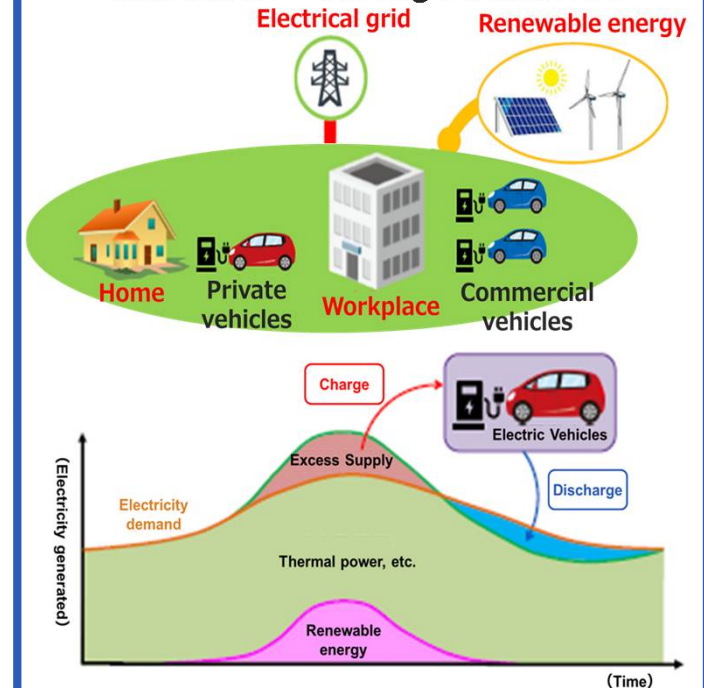 Electrical grid
Renewable energy
Home
Private
vehicles
Workplace
Commercial
vehicles
Charge
Electric Vehicles
Excess Supply
Discharge
Electricity
demand
Thermal power, etc.
Renewable
energy
(Electricity generated)
(Time)